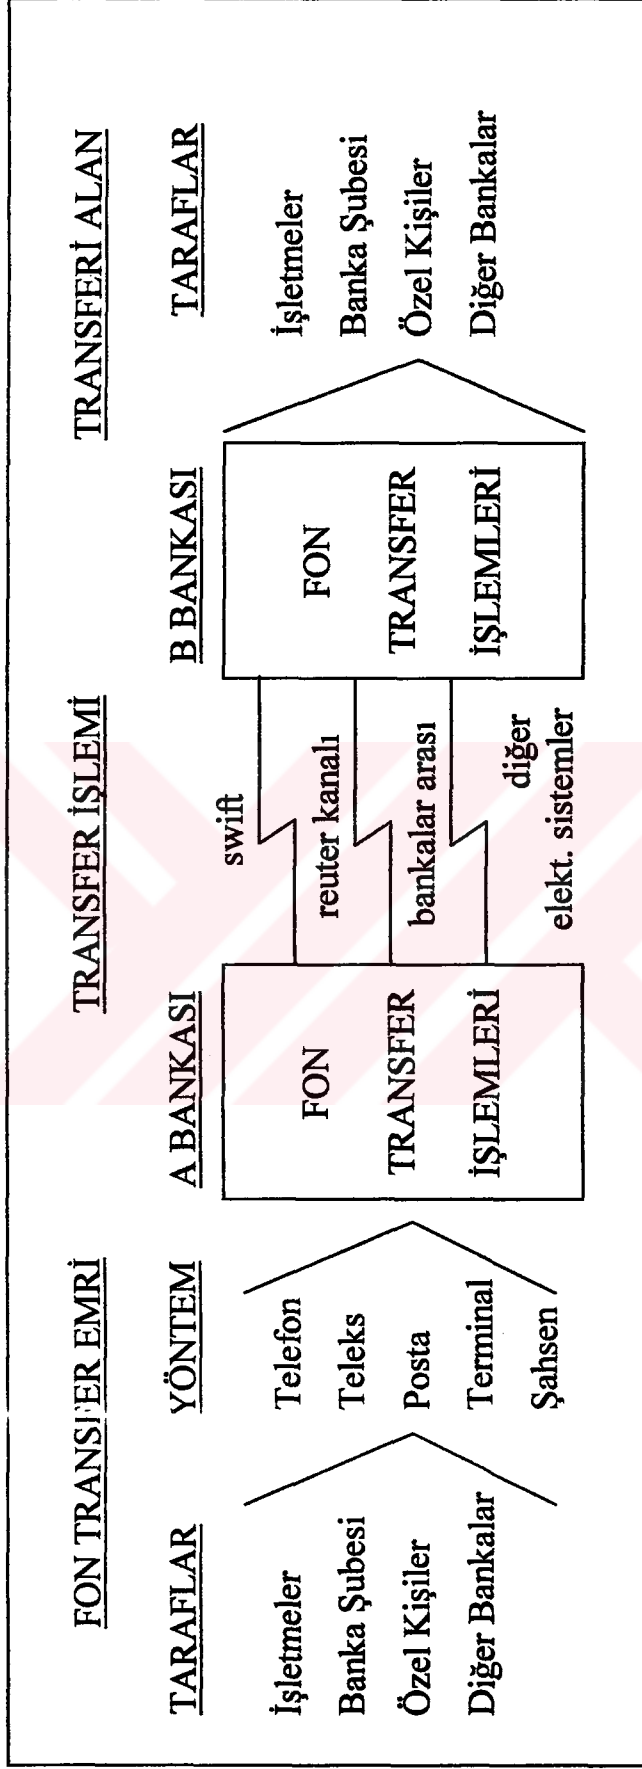 FON TRANSFER EMRİ
TARAFLAR
İşletmeler
Banka Şubesi
Özel Kişiler
Diğer Bankalar
YÖNTEM
Telefon
Teleks
Posta
Terminal
Şahsen
TRANSFER İŞLEMİ
A BANKASI
FON
TRANSFER
İŞLEMLERİ
swift
reuter kanalı
bankalar arası
diğer
elekt. sistemler
B BANKASI
FON
TRANSFER
İŞLEMLERİ
TRANSFERİ ALAN
TARAFLAR
İşletmeler
Banka Şubesi
Özel Kişiler
Diğer Bankalar